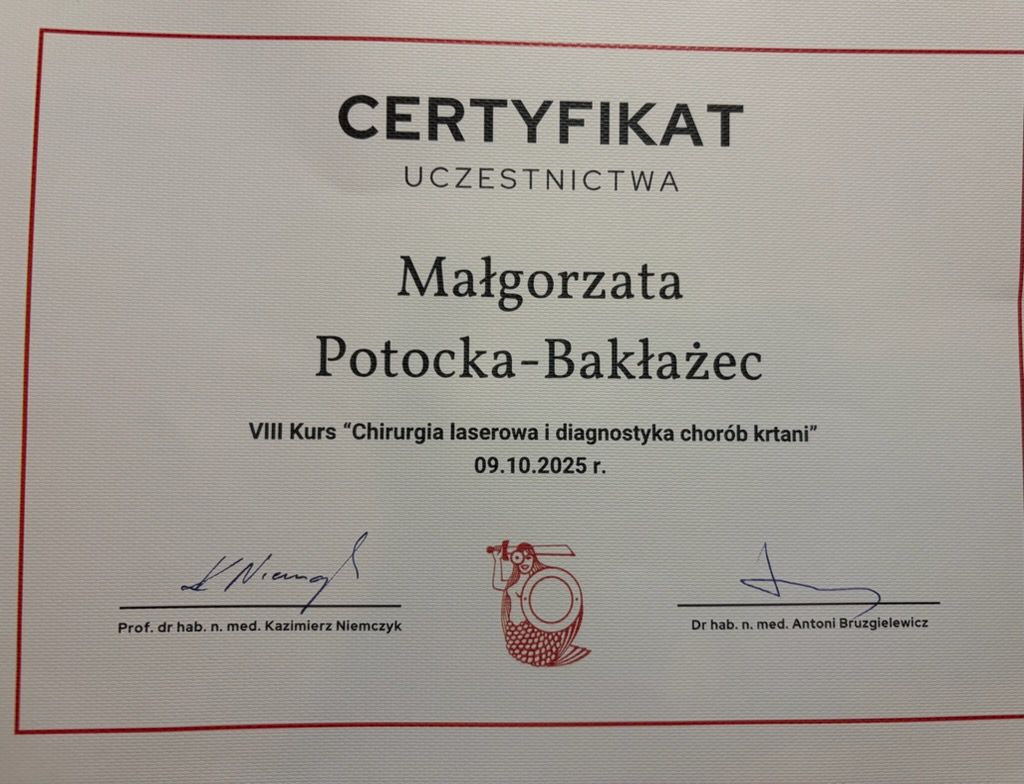 CERTYFIKAT
UCZESTNICTWA
Małgorzata
Potocka-Bakłażec
VIII Kurs “Chirurgia laserowa i diagnostyka chorób krtani”
09.10.2025 r.
K Niemczyk
Prof. dr hab. n. med. Kazimierz Niemczyk
Dr hab. n. med. Antoni Bruzgielewicz